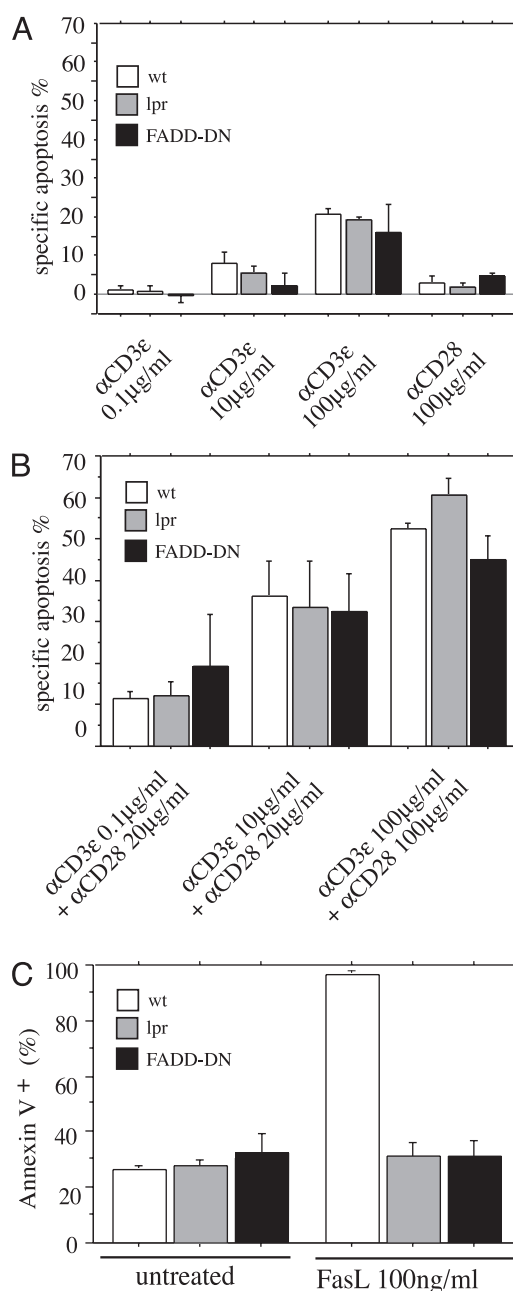 A
specific apoptosis %
70
60
50
40
30
20
10
0
wt
lpr
FADD-DN
αCD3ε
0.1µg/ml
αCD3ε
10µg/ml
αCD3ε
100µg/ml
αCD28
100µg/ml
B
specific apoptosis %
70
60
50
40
30
20
10
0
wt
lpr
FADD-DN
αCD3ε 0.1µg/ml
+ αCD28 20µg/ml
αCD3ε 10µg/ml
+ αCD28 20µg/ml
αCD3ε 100µg/ml
+ αCD28 100µg/ml
C
Annexin V + (%)
100
80
60
40
20
0
wt
lpr
FADD-DN
untreated
FasL 100ng/ml